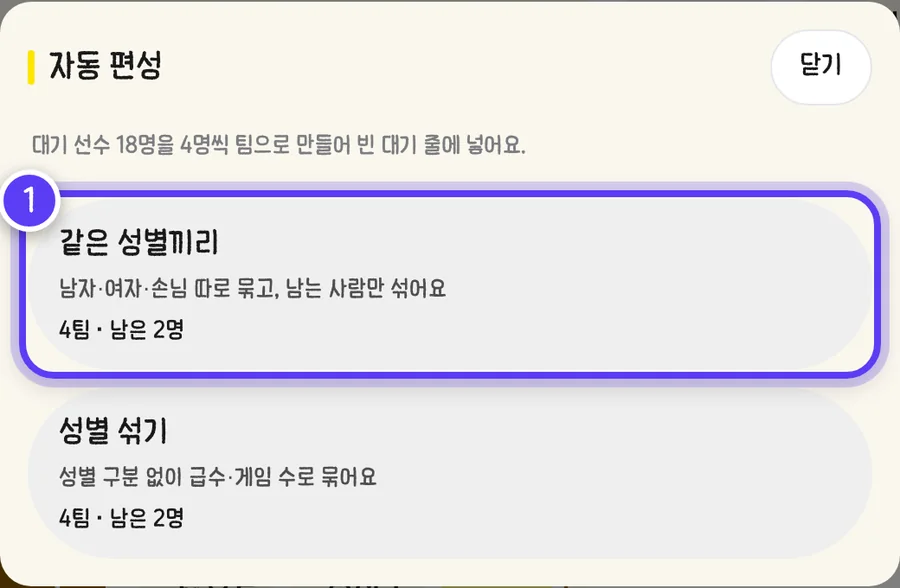 자동 편성
닫기
대기 선수 18명을 4명씩 팀으로 만들어 빈 대기 줄에 넣어요.
1
같은 성별끼리
남자·여자·손님 따로 묶고, 남는 사람만 섞어요
4팀 · 남은 2명
성별 섞기
성별 구분 없이 급수·게임 수로 묶어요
4팀 · 남은 2명